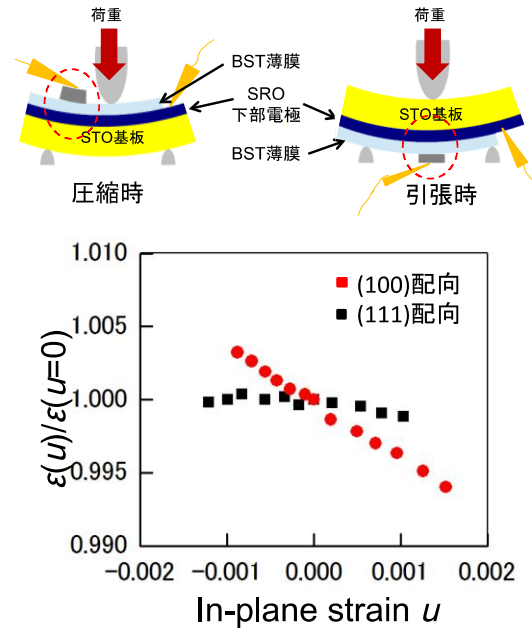 荷重
荷重
BST薄膜
SRO
下部電極
STO基板
STO基板
BST薄膜
圧縮時
引張時
1.010
1.005
1.000
0.995
0.990
ε(u)/ε(u=0)
(100)配向
(111)配向
-0.002
-0.001
0.000
0.001
0.002
In-plane strain u